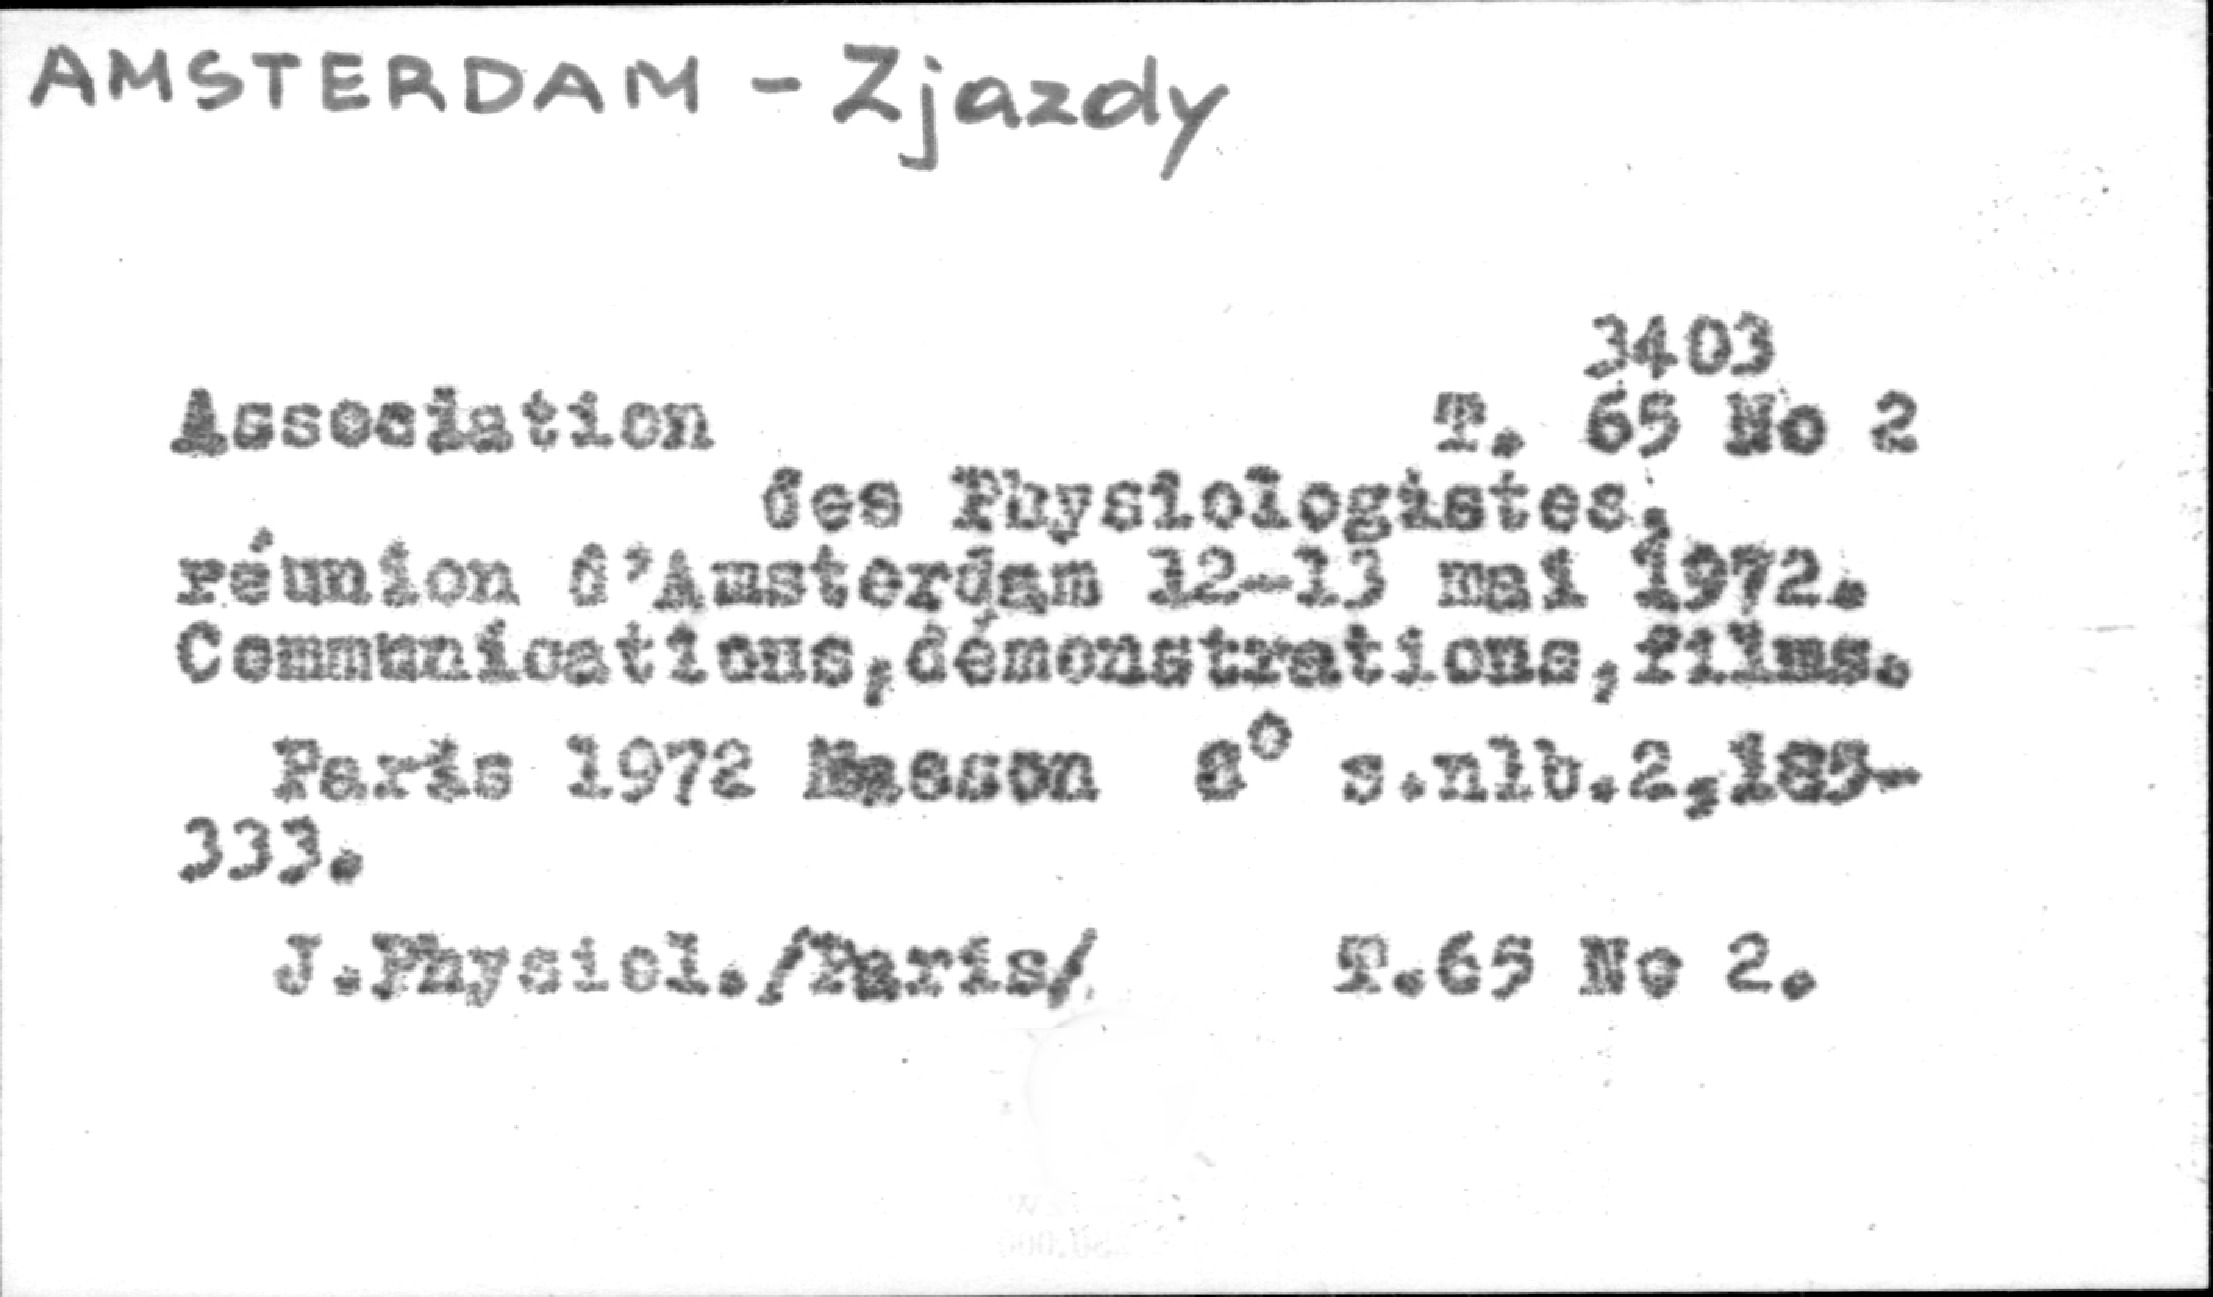 AMSTERDAM - Zjazdy
3403
Association T. 65 No 2
des Physiologistes,
réunion d'Amsterdam 12-13 mai 1972.
Communications,démonstrations,films.
Paris 1972 Masson 8° s.nlb.2,185-
333.
J.Physiol./Paris/ T.65 No 2.